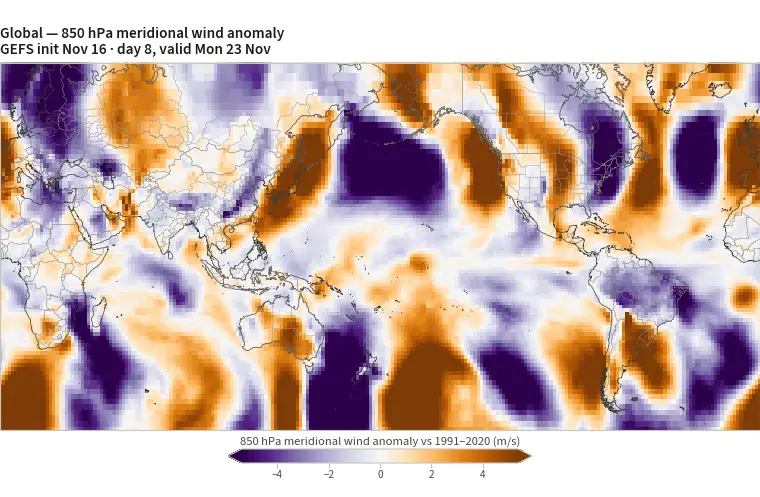 Global — 850 hPa meridional wind anomaly
GEFS init Nov 16 · day 8, valid Mon 23 Nov
850 hPa meridional wind anomaly vs 1991–2020 (m/s)
−4 −2 0 2 4